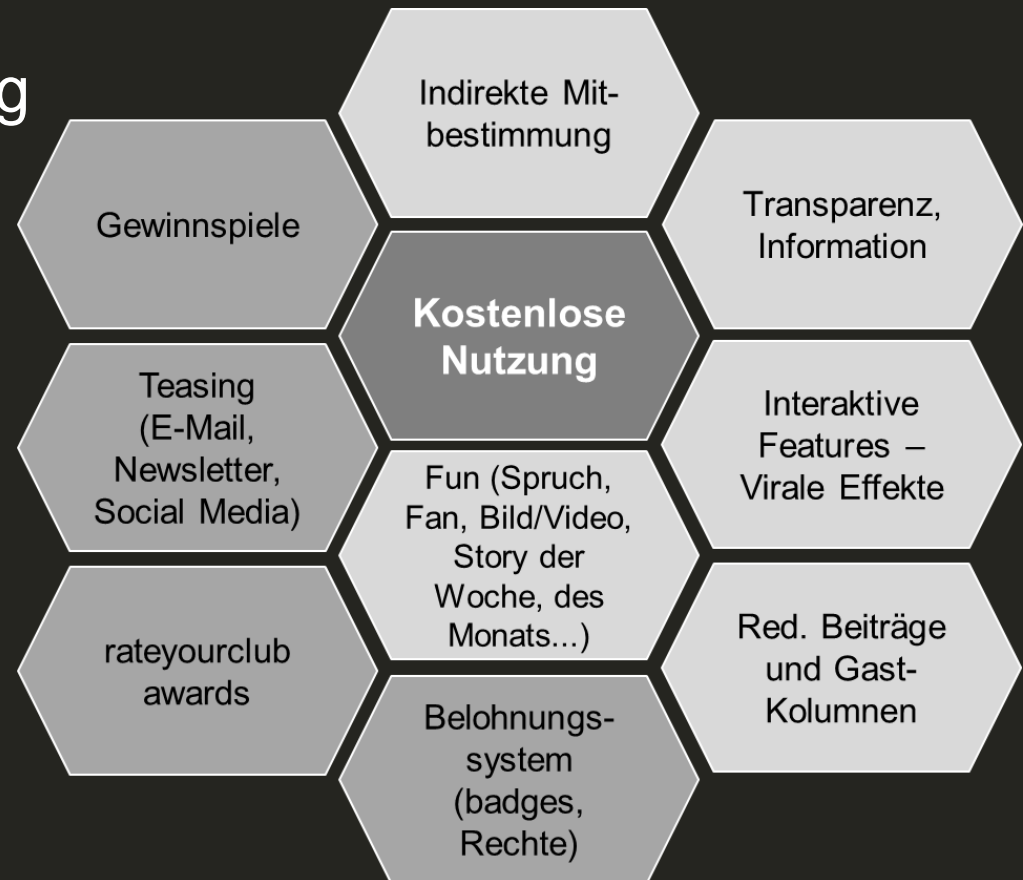 g
Indirekte Mit-
bestimmung
Gewinnspiele
Transparenz,
Information
Kostenlose
Nutzung
Teasing
(E-Mail,
Newsletter,
Social Media)
Interaktive
Features –
Virale Effekte
Fun (Spruch,
Fan, Bild/Video,
Story der
Woche, des
Monats...)
rateyourclub
awards
Red. Beiträge
und Gast-
Kolumnen
Belohnungs-
system
(badges,
Rechte)